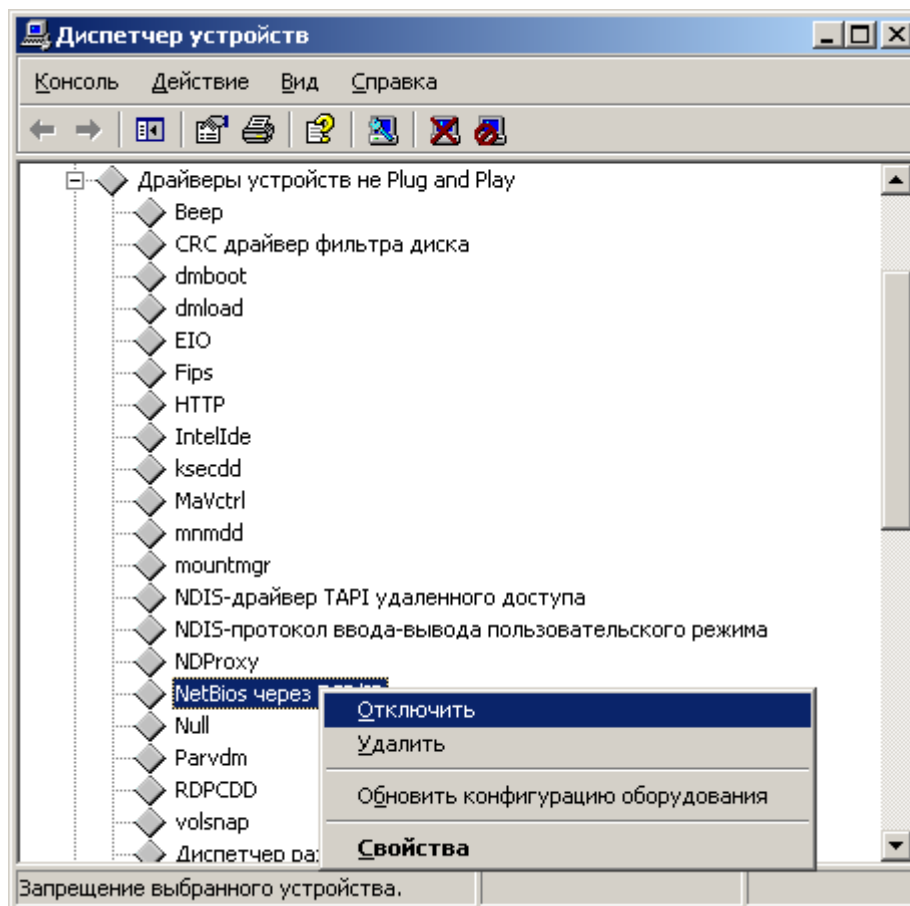 Диспетчер устройств
Консоль Действие Вид Справка
Драйверы устройств не Plug and Play
Beep
CRC драйвер фильтра диска
dmboot
dmload
EIO
Fips
HTTP
IntelIde
ksecdd
MaVctrl
mnmdd
mountmgr
NDIS-драйвер TAPI удаленного доступа
NDIS-протокол ввода-вывода пользовательского режима
NDProxy
NetBios через
Отключить
Null
Удалить
Parvdm
RDPCDD
Обновить конфигурацию оборудования
volsnap
Диспетчер
Свойства
Запрещение выбранного устройства.